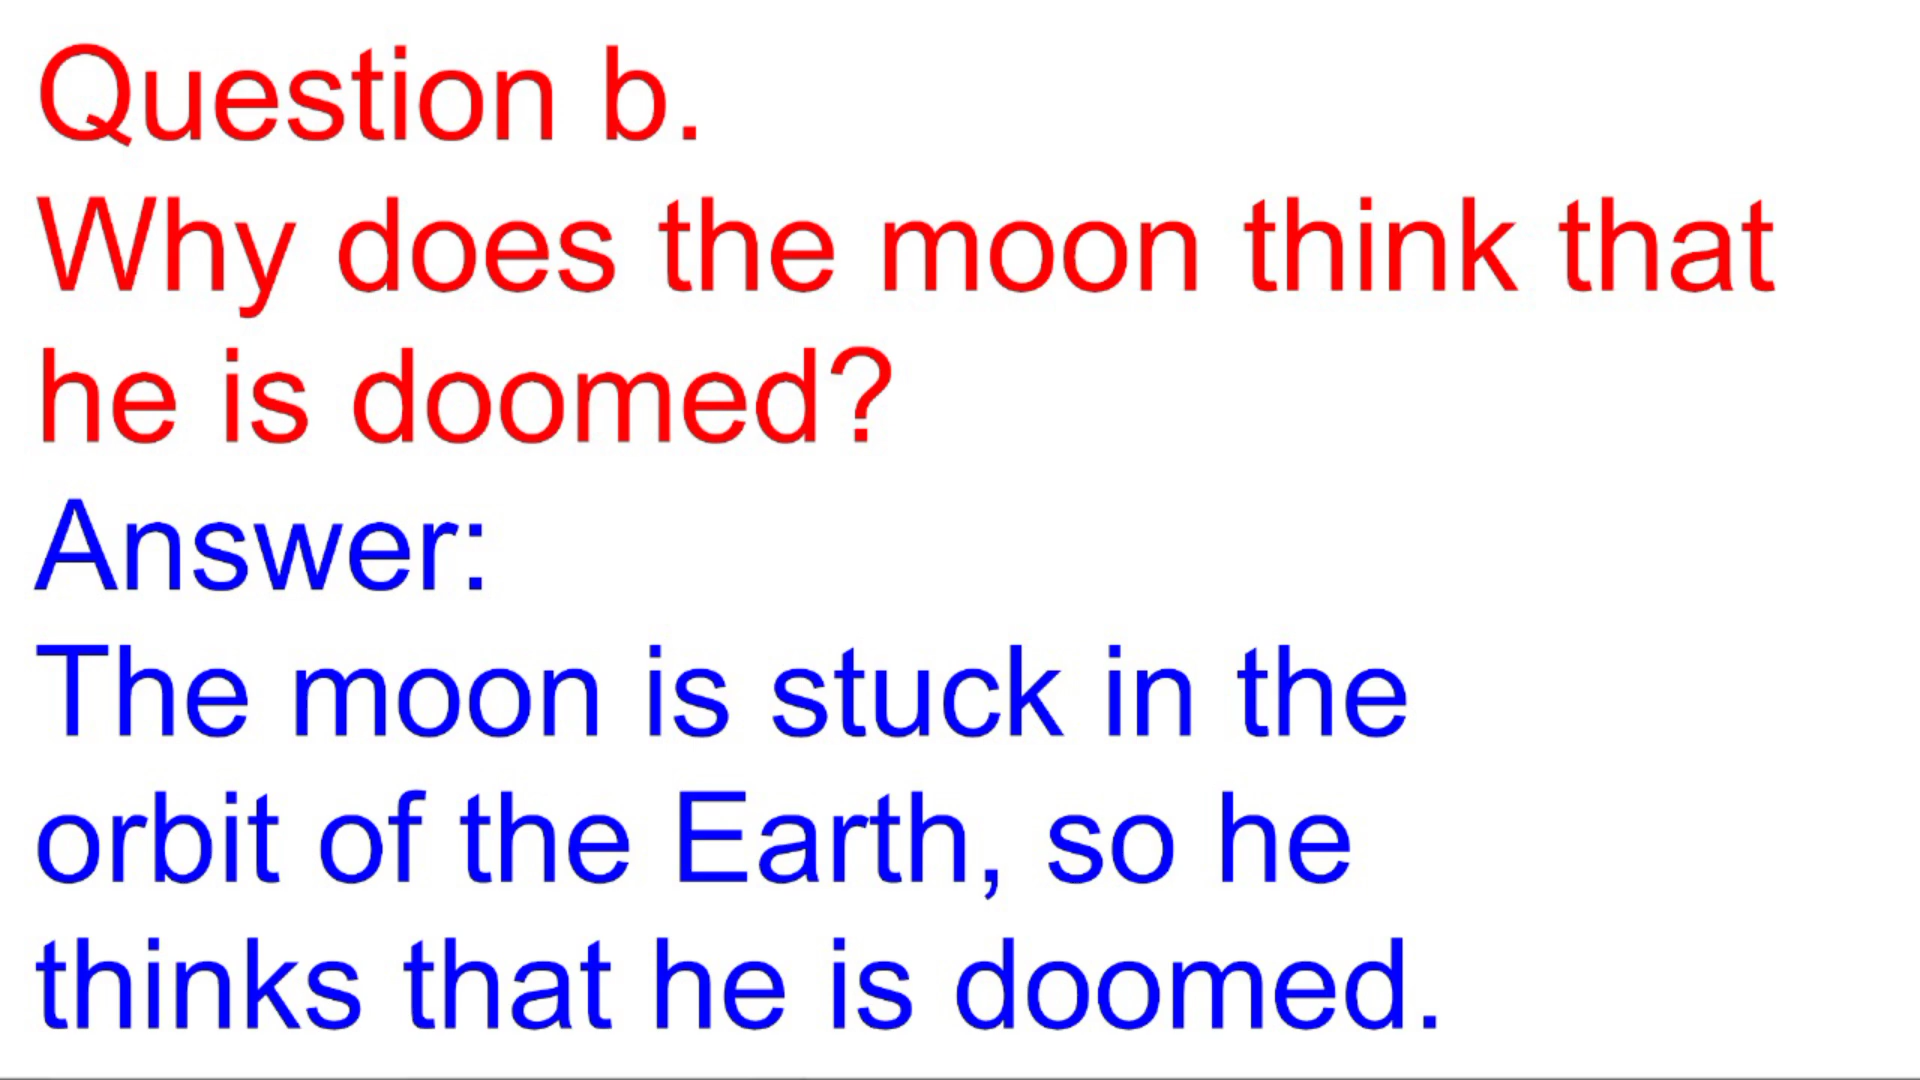 Question b.
Why does the moon think that
he is doomed?
Answer:
The moon is stuck in the
orbit of the Earth, so he
thinks that he is doomed.